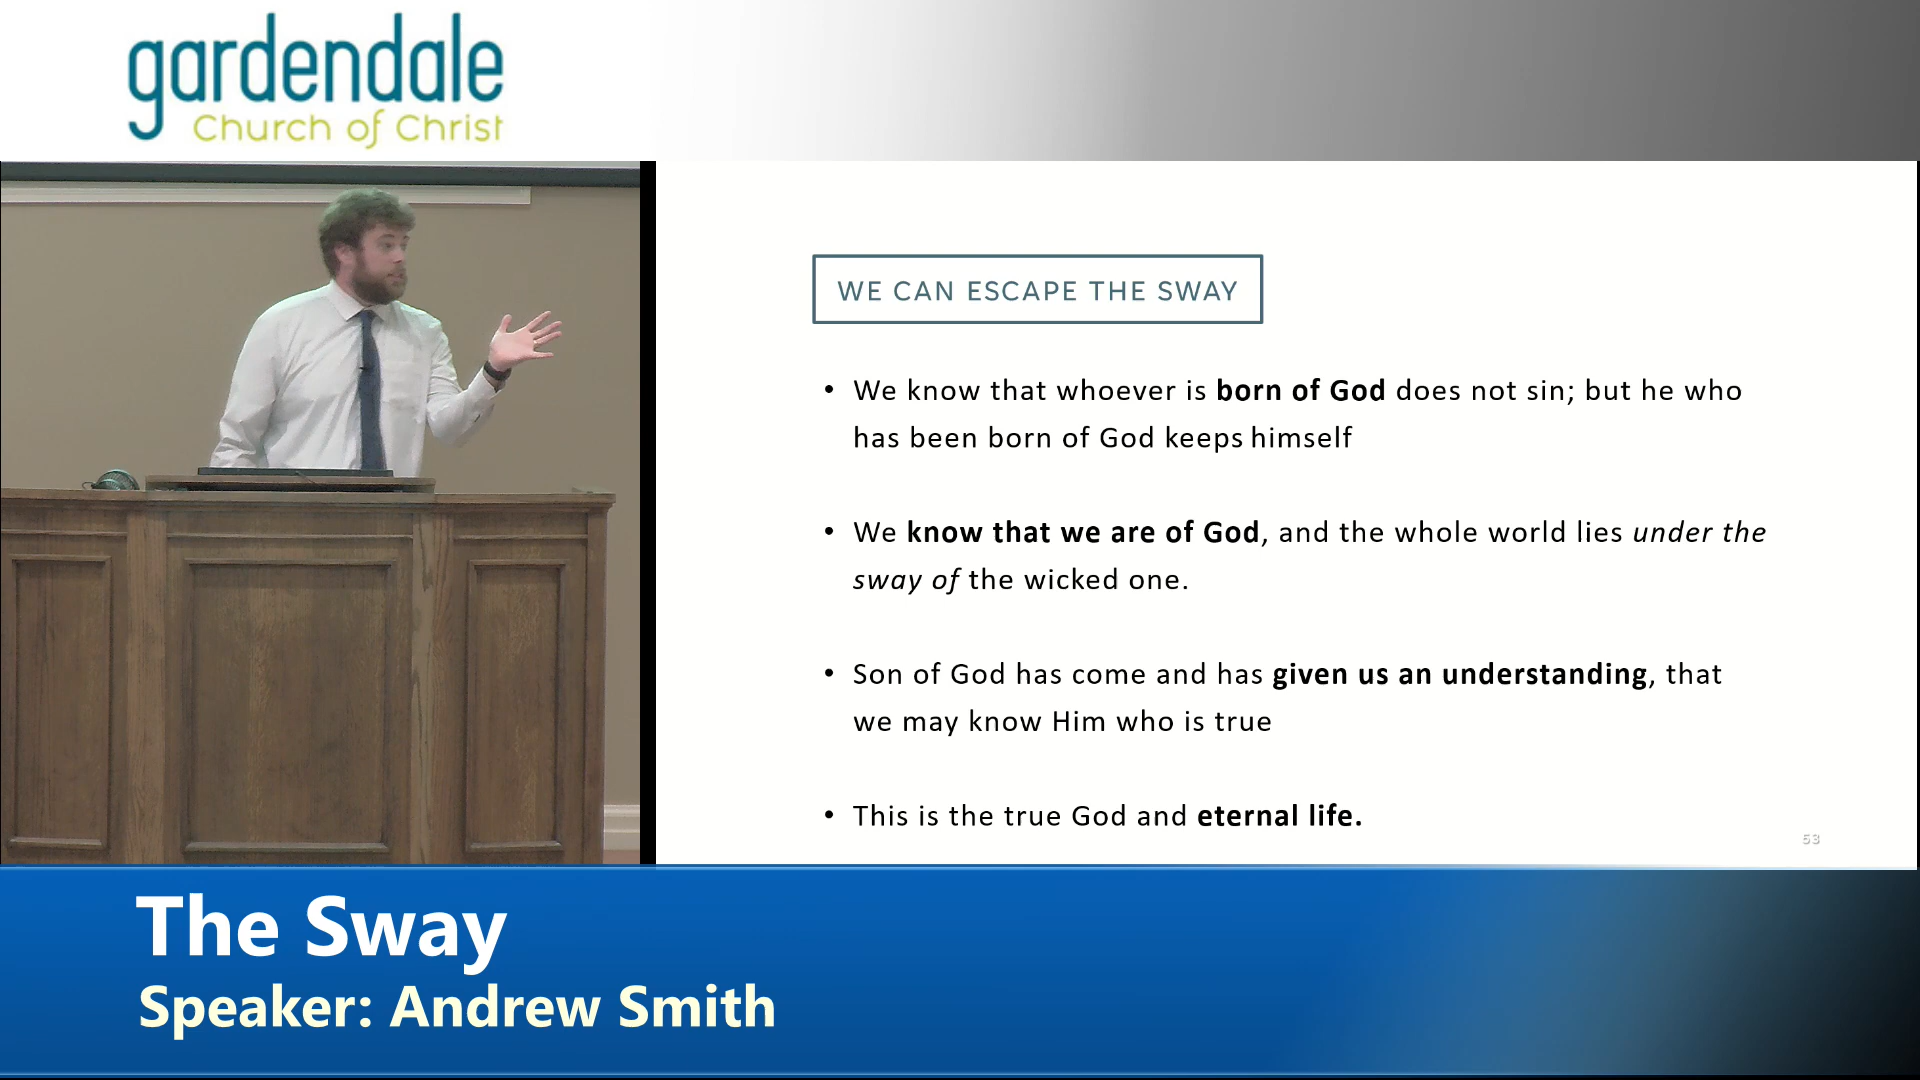 gardendale
Church of Christ
WE CAN ESCAPE THE SWAY
• We know that whoever is born of God does not sin; but he who
has been born of God keeps himself
• We know that we are of God, and the whole world lies under the
sway of the wicked one.
• Son of God has come and has given us an understanding, that
we may know Him who is true
• This is the true God and eternal life.
53
The Sway
Speaker: Andrew Smith